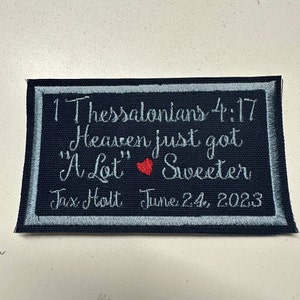 1 Thessalonians 4:17
Heaven just got
"A Lot" Sweeter
Jax Holt June 24, 2023